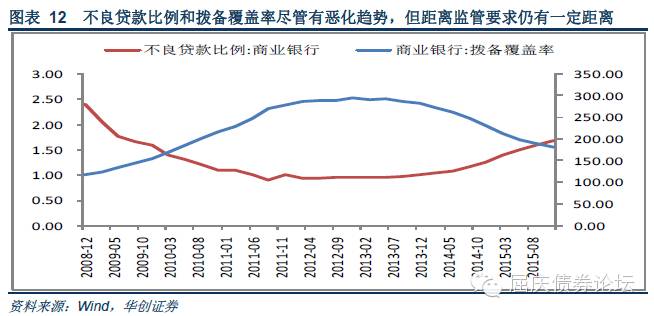 图表 12 不良贷款比例和拨备覆盖率尽管有恶化趋势，但距离监管要求仍有一定距离
不良贷款比例:商业银行 商业银行:拨备覆盖率
3.00 350.00
2.50 300.00
2.00 250.00
1.50 200.00
1.00 150.00
0.50 100.00
0.00 50.00
0.00
2008-12 2009-05 2009-10 2010-03 2010-08 2011-01 2011-06 2011-11 2012-04 2012-09 2013-02 2013-07 2013-12 2014-05 2014-10 2015-03 2015-08
屈庆债券论坛
资料来源：Wind，华创证券